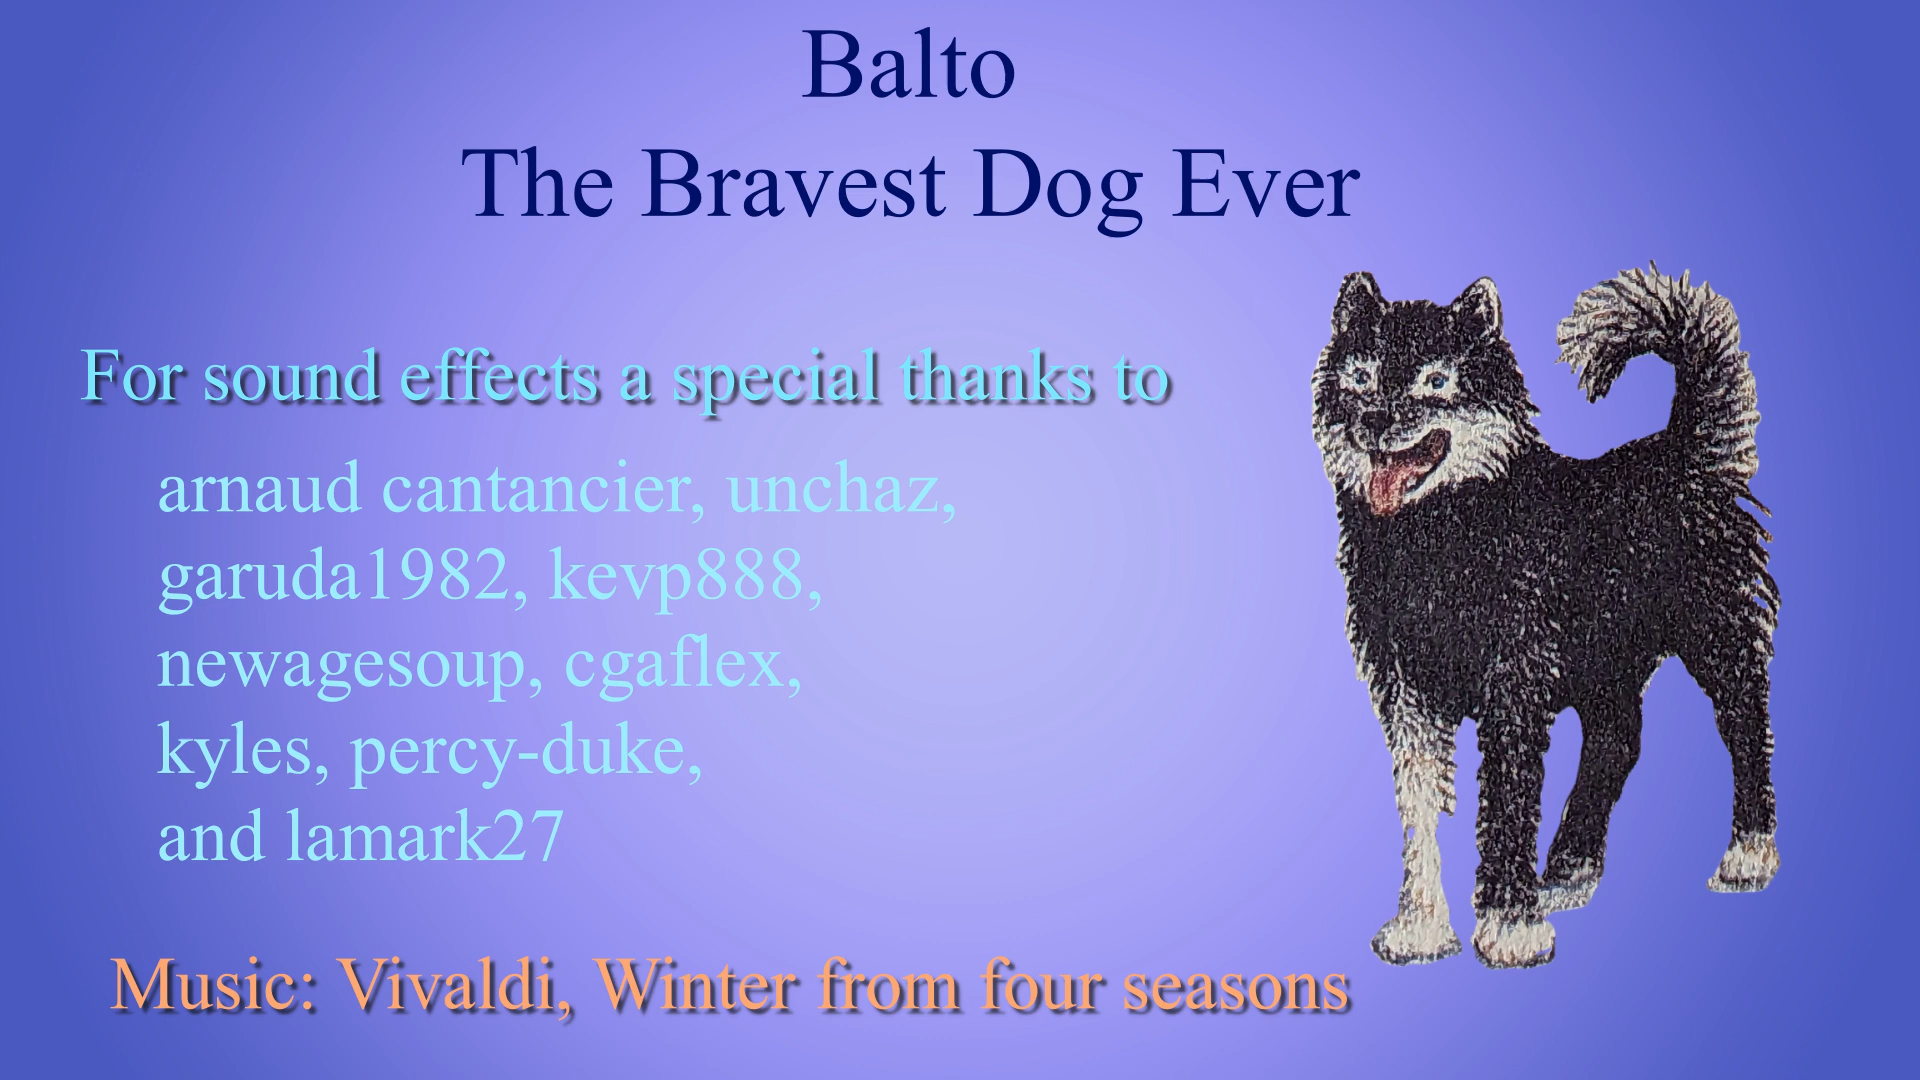 Balto
The Bravest Dog Ever
For sound effects a special thanks to
arnaud cantancier, unchaz,
garuda1982, kevp888,
newagesoup, cgaflex,
kyles, percy-duke,
and lamark27
Music: Vivaldi, Winter from four seasons